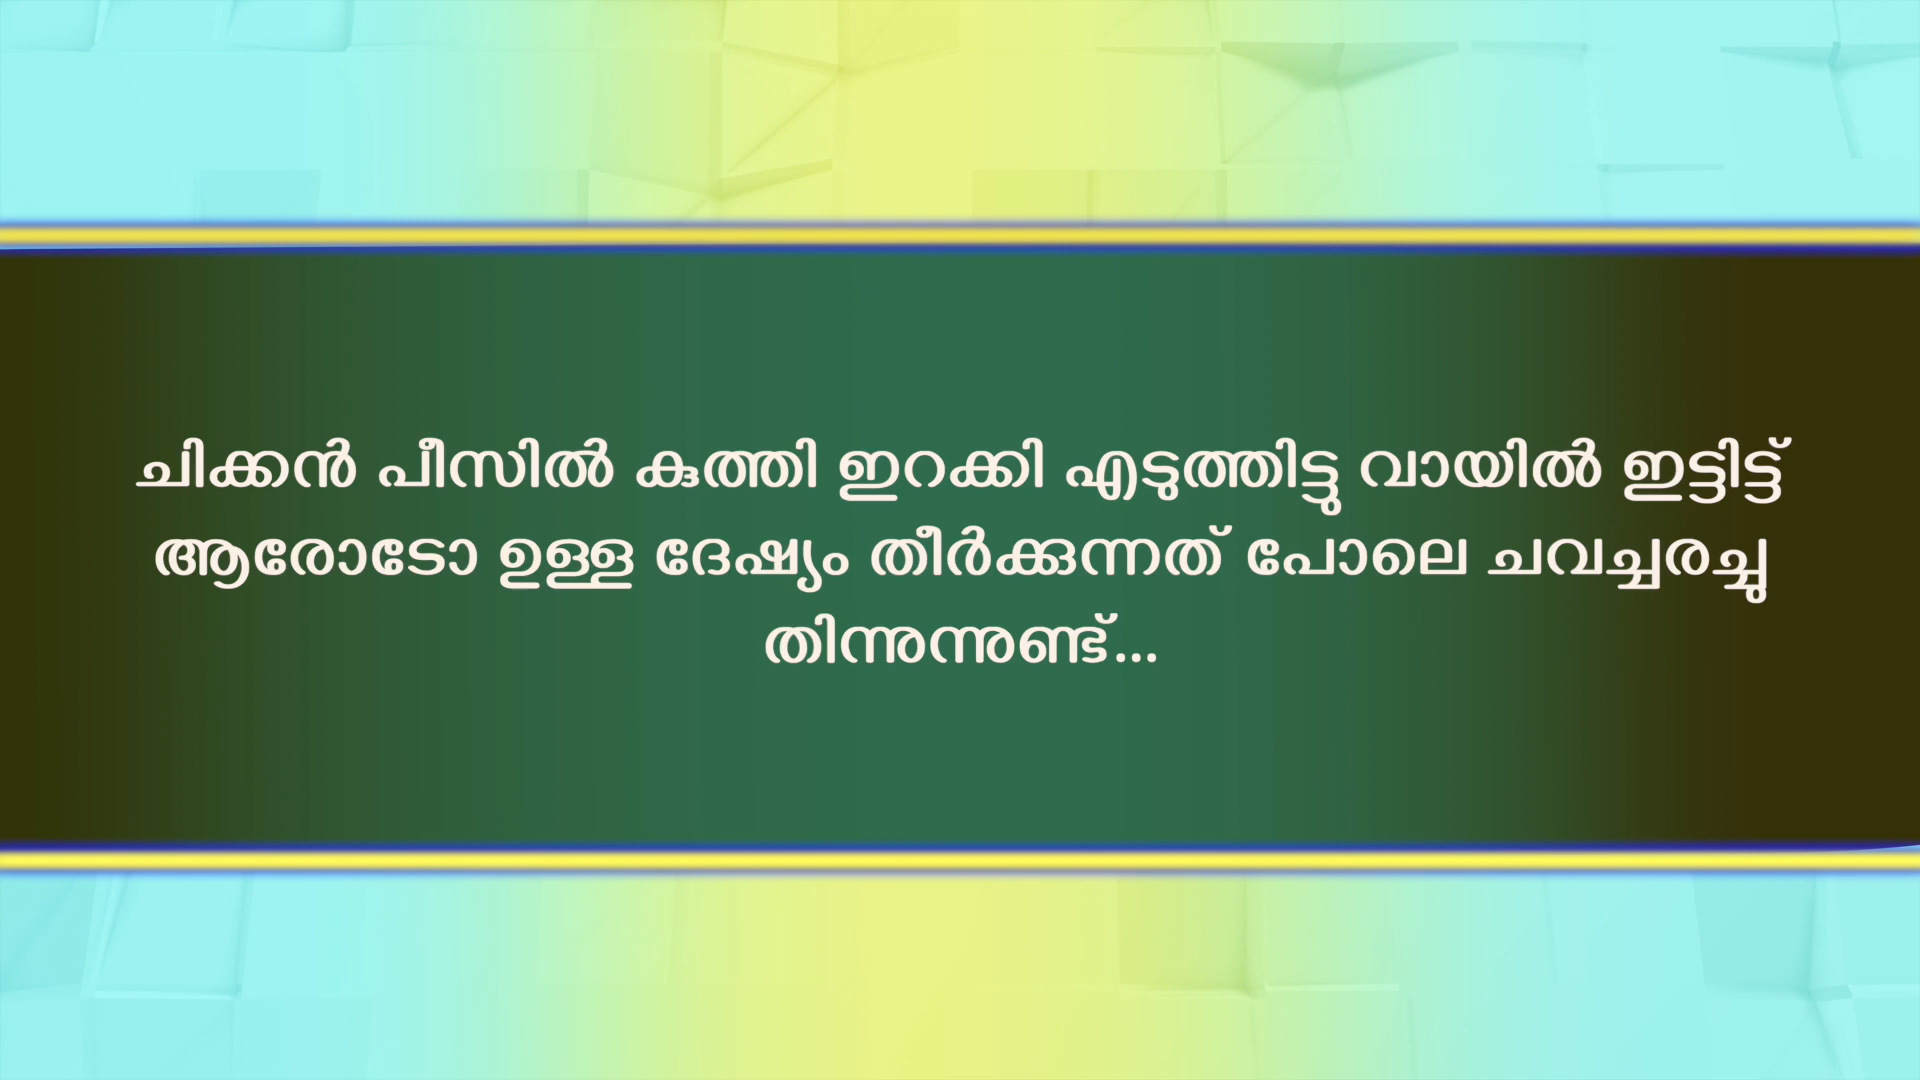 ചിക്കൻ പീസിൽ കുത്തി ഇറക്കി എടുത്തിട്ടു വായിൽ ഇട്ടിട്ട്
ആരോടോ ഉള്ള ദേഷ്യം തീർക്കുന്നത് പോലെ ചവച്ചരച്ചു
തിന്നുന്നുണ്ട്...